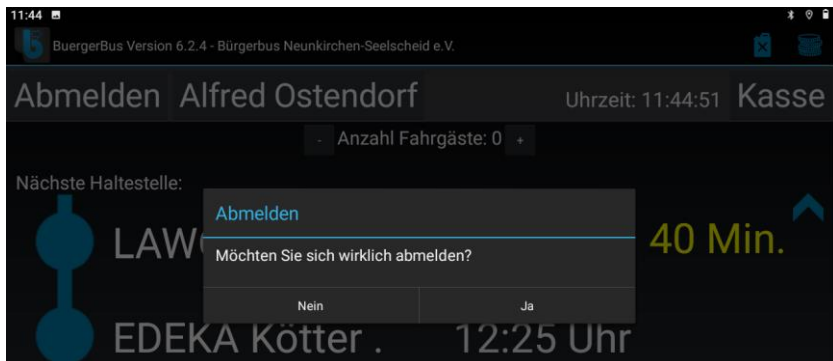 11:44
BuergerBus Version 6.2.4 - Bürgerbus Neunkirchen-Seelscheid e.V.
Abmelden Alfred Ostendorf Uhrzeit: 11:44:51 Kasse
- Anzahl Fahrgäste: 0 +
Nächste Haltestelle:
Abmelden
40 Min.
Möchten Sie sich wirklich abmelden?
Nein Ja
EDEKA Kötter . 12:25 Uhr